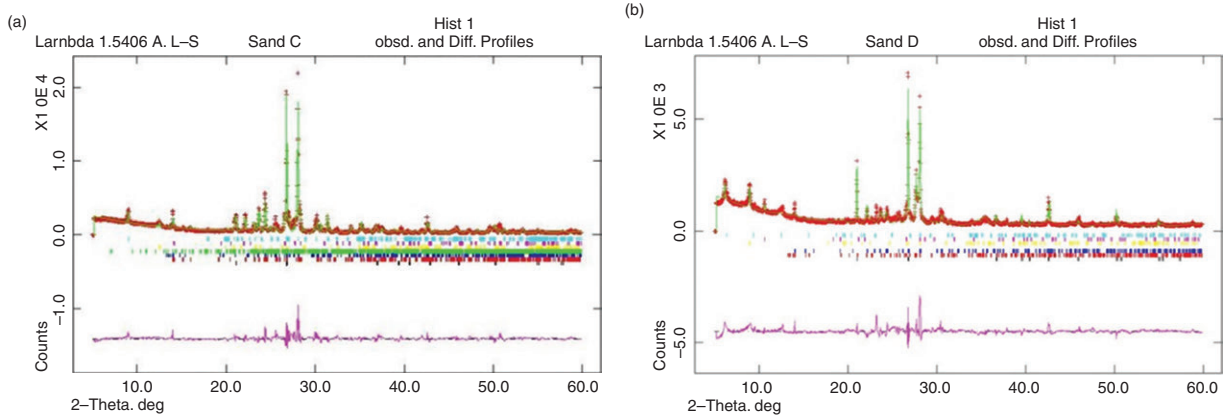 (a)
Hist 1
Larnbda 1.5406 A. L–S Sand C obsd. and Diff. Profiles
X1 0E 4
2.0
1.0
0.0
−1.0
Counts
10.0 20.0 30.0 40.0 50.0 60.0
2–Theta. deg
(b)
Hist 1
Larnbda 1.5406 A. L–S Sand D obsd. and Diff. Profiles
X1 0E 3
5.0
0.0
−5.0
Counts
10.0 20.0 30.0 40.0 50.0 60.0
2–Theta. deg